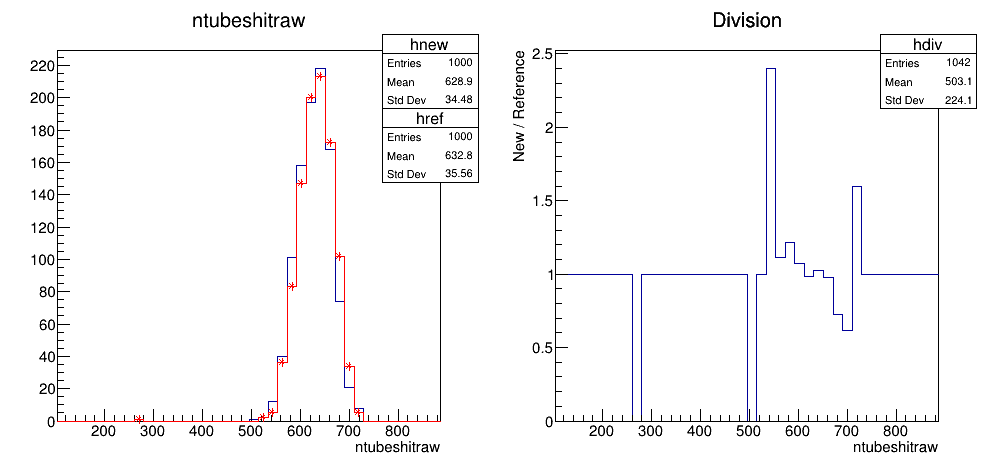 ntubeshitraw
hnew
Entries 1000
Mean 628.9
Std Dev 34.48
href
Entries 1000
Mean 632.8
Std Dev 35.56
220
200
180
160
140
120
100
80
60
40
20
0
200 300 400 500 600 700 800
ntubeshitraw
Division
hdiv
Entries 1042
Mean 503.1
Std Dev 224.1
New / Reference
2.5
2
1.5
1
0.5
0
200 300 400 500 600 700 800
ntubeshitraw